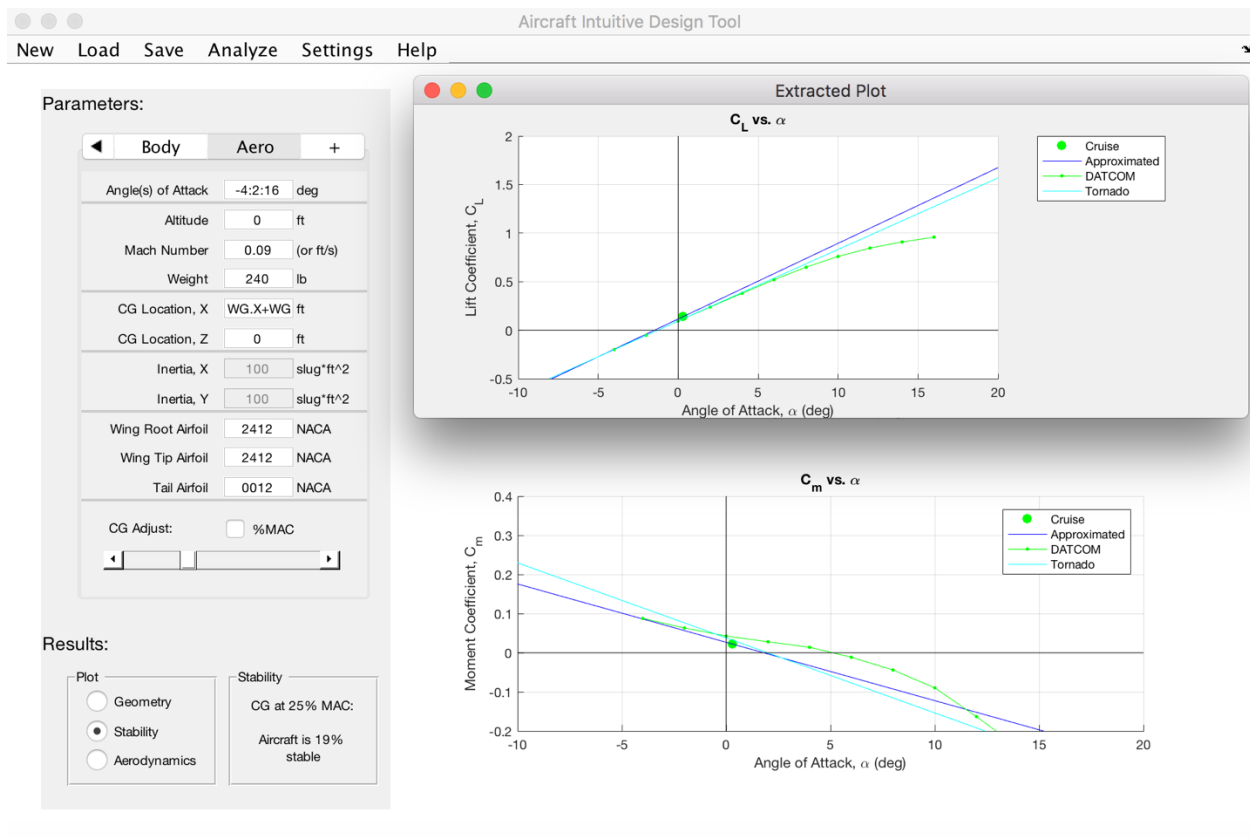 Aircraft Intuitive Design Tool
New Load Save Analyze Settings Help
Parameters:
◀ Body Aero +
Angle(s) of Attack -4:2:16 deg
Altitude 0 ft
Mach Number 0.09 (or ft/s)
Weight 240 lb
CG Location, X WG.X+WG ft
CG Location, Z 0 ft
Inertia, X 100 slug*ft^2
Inertia, Y 100 slug*ft^2
Wing Root Airfoil 2412 NACA
Wing Tip Airfoil 2412 NACA
Tail Airfoil 0012 NACA
CG Adjust: %MAC
Results:
Plot
Geometry
Stability
Aerodynamics
Stability
CG at 25% MAC:
Aircraft is 19%
stable
Extracted Plot
C_L vs. α
Lift Coefficient, C_L
2
1.5
1
0.5
0
-0.5
-10 -5 0 5 10 15 20
Angle of Attack, α (deg)
Cruise
Approximated
DATCOM
Tornado
C_m vs. α
Moment Coefficient, C_m
0.4
0.3
0.2
0.1
0
-0.1
-0.2
-10 -5 0 5 10 15 20
Angle of Attack, α (deg)
Cruise
Approximated
DATCOM
Tornado